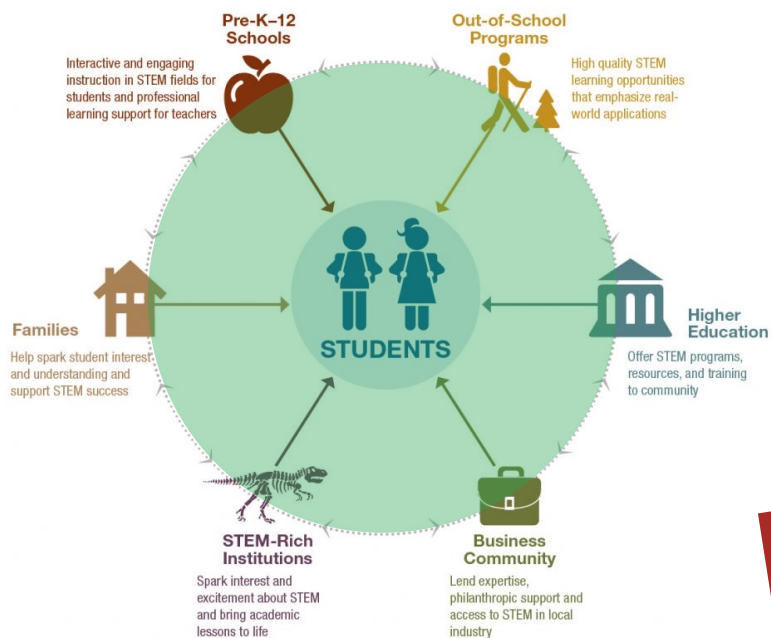 Pre-K–12
Schools
Interactive and engaging
instruction in STEM fields for
students and professional
learning support for teachers
Out-of-School
Programs
High quality STEM
learning opportunities
that emphasize real-
world applications
Families
Help spark student interest
and understanding and
support STEM success
STUDENTS
Higher
Education
Offer STEM programs,
resources, and training
to community
STEM-Rich
Institutions
Spark interest and
excitement about STEM
and bring academic
lessons to life
Business
Community
Lend expertise,
philanthropic support and
access to STEM in local
industry